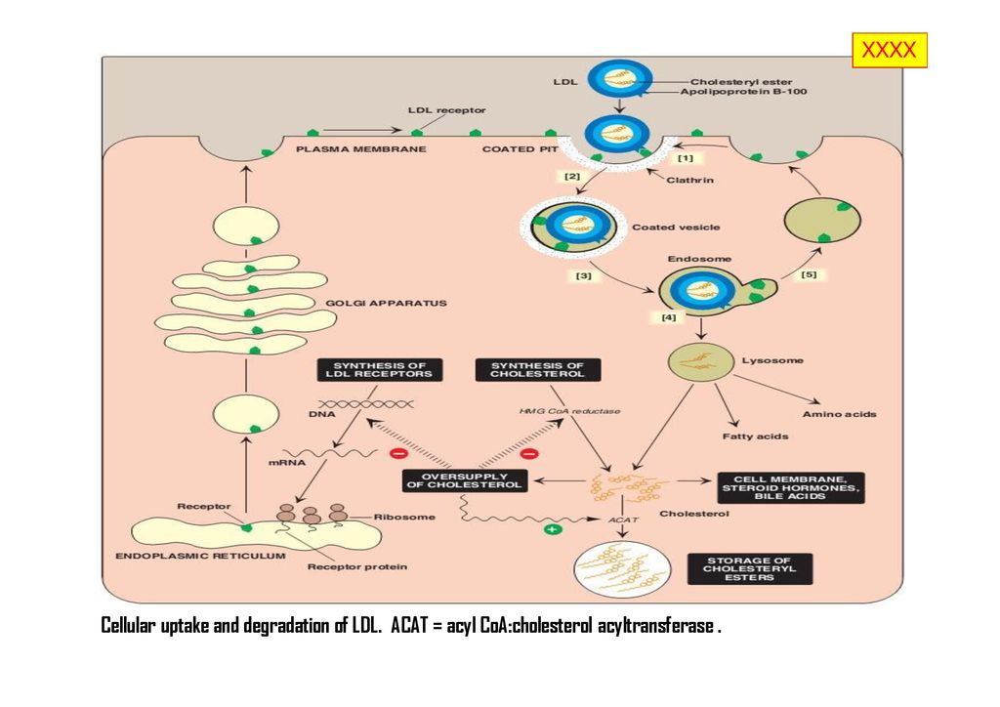 XXXX
LDL
Cholesteryl ester
Apolipoprotein B-100
LDL receptor
PLASMA MEMBRANE
COATED PIT
[1]
[2]
Clathrin
Coated vesicle
Endosome
[3]
[5]
GOLGI APPARATUS
[4]
Lysosome
SYNTHESIS OF
LDL RECEPTORS
SYNTHESIS OF
CHOLESTEROL
DNA
HMG CoA reductase
Amino acids
Fatty acids
mRNA
OVERSUPPLY
OF CHOLESTEROL
CELL MEMBRANE,
STEROID HORMONES,
BILE ACIDS
Receptor
Ribosome
Cholesterol
ACAT
ENDOPLASMIC RETICULUM
Receptor protein
STORAGE OF
CHOLESTERYL
ESTERS
Cellular uptake and degradation of LDL. ACAT = acyl CoA:cholesterol acyltransferase .